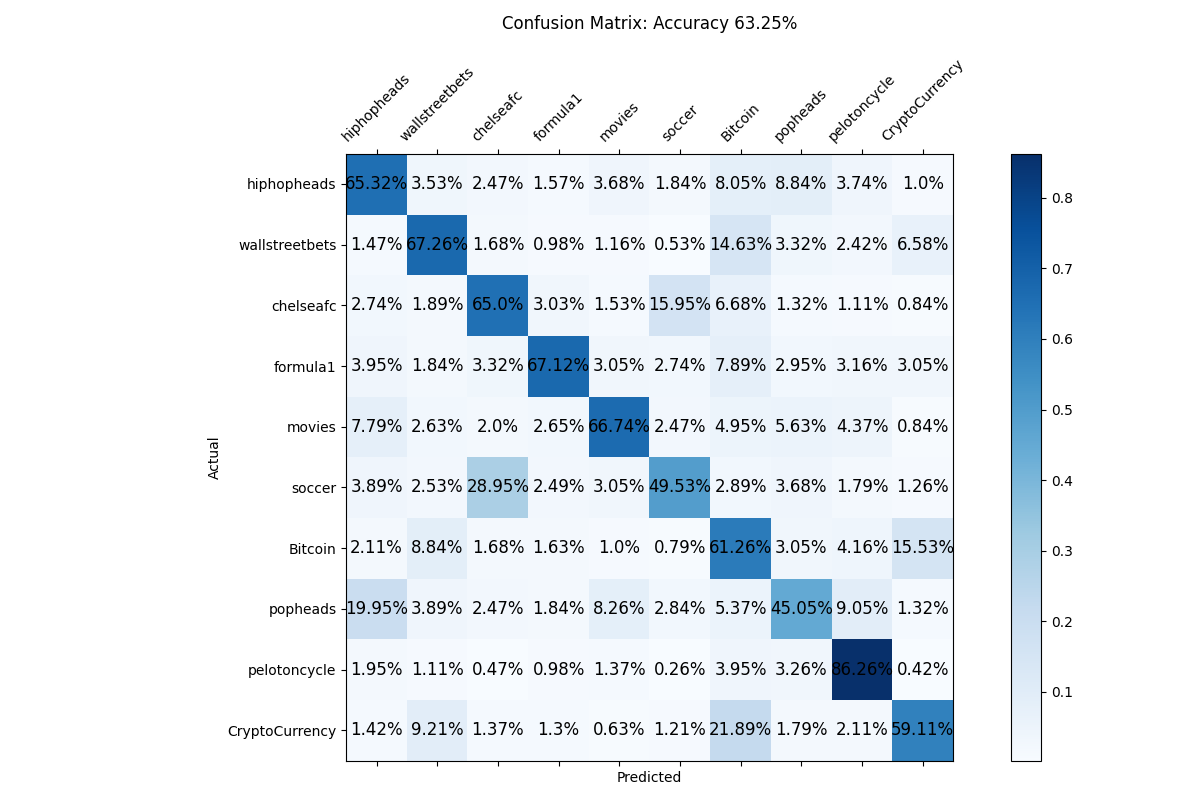 Confusion Matrix: Accuracy 63.25%
hiphopheads wallstreetbets chelseafc formula1 movies soccer Bitcoin popheads pelotoncycle CryptoCurrency
hiphopheads 65.32% 3.53% 2.47% 1.57% 3.68% 1.84% 8.05% 8.84% 3.74% 1.0%
wallstreetbets 1.47% 67.26% 1.68% 0.98% 1.16% 0.53% 14.63% 3.32% 2.42% 6.58%
chelseafc 2.74% 1.89% 65.0% 3.03% 1.53% 15.95% 6.68% 1.32% 1.11% 0.84%
formula1 3.95% 1.84% 3.32% 67.12% 3.05% 2.74% 7.89% 2.95% 3.16% 3.05%
movies 7.79% 2.63% 2.0% 2.65% 66.74% 2.47% 4.95% 5.63% 4.37% 0.84%
soccer 3.89% 2.53% 28.95% 2.49% 3.05% 49.53% 2.89% 3.68% 1.79% 1.26%
Bitcoin 2.11% 8.84% 1.68% 1.63% 1.0% 0.79% 61.26% 3.05% 4.16% 15.53%
popheads 19.95% 3.89% 2.47% 1.84% 8.26% 2.84% 5.37% 45.05% 9.05% 1.32%
pelotoncycle 1.95% 1.11% 0.47% 0.98% 1.37% 0.26% 3.95% 3.26% 86.26% 0.42%
CryptoCurrency 1.42% 9.21% 1.37% 1.3% 0.63% 1.21% 21.89% 1.79% 2.11% 59.11%
Actual
Predicted
0.8
0.7
0.6
0.5
0.4
0.3
0.2
0.1